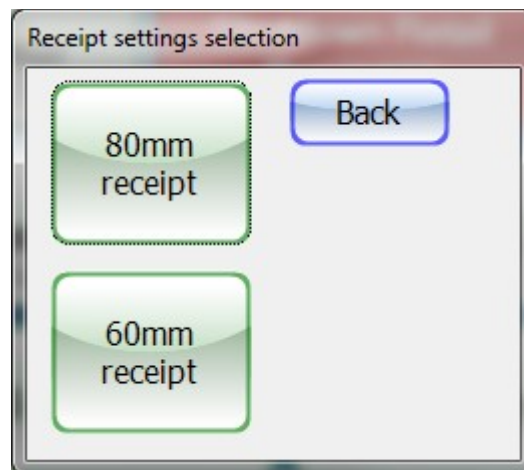 Receipt settings selection
80mm
receipt
Back
60mm
receipt